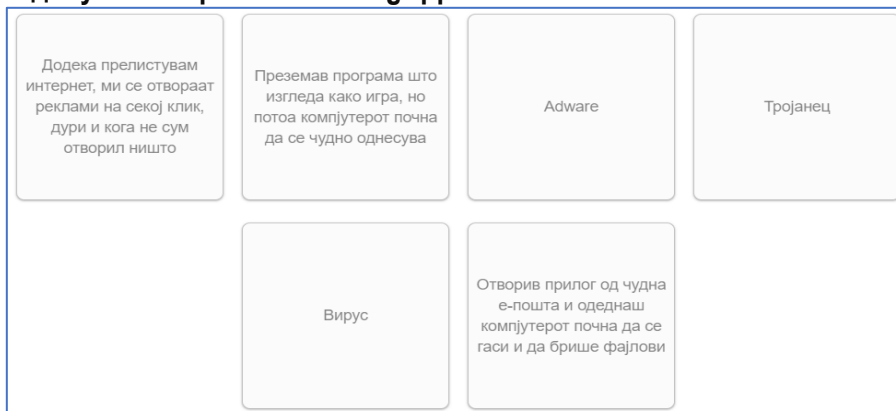 Додека прелистувам
интернет, ми се отвораат
реклами на секој клик,
дури и кога не сум
отворил ништо
Преземав програма што
изгледа како игра, но
потоа компјутерот почна
да се чудно однесува
Adware
Тројанец
Вирус
Отворив прилог од чудна
е-пошта и одеднаш
компјутерот почна да се
гаси и да брише фајлови